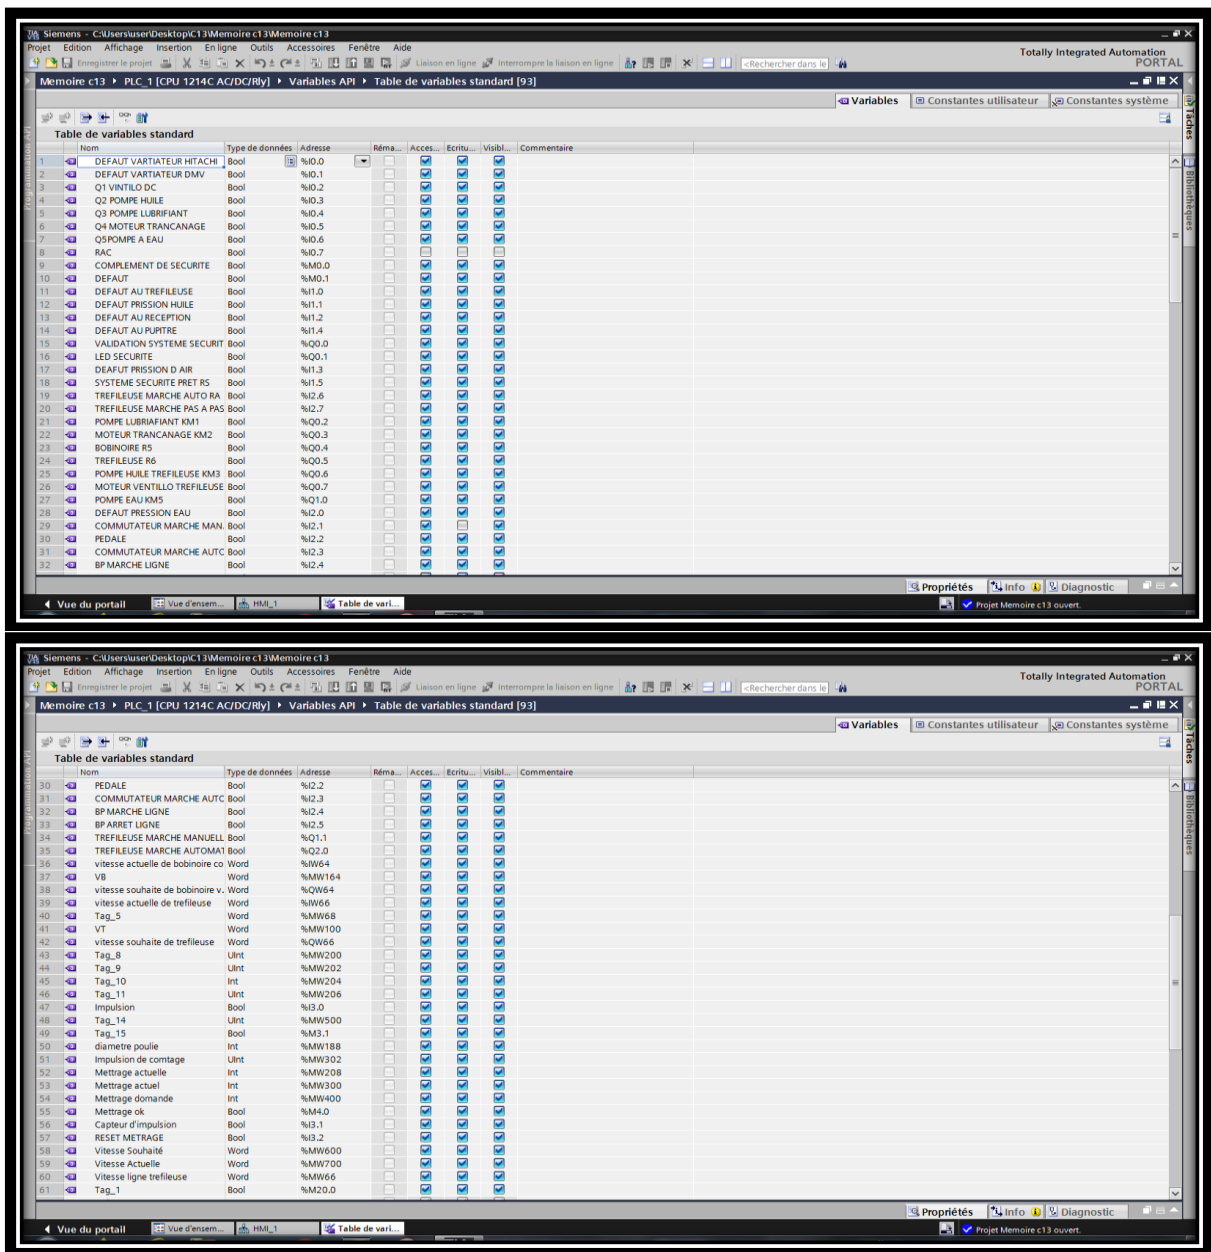 Siemens - C:\Users\user\Desktop\C13\Memoire c13\Memoire c13
Projet Edition Affichage Insertion En ligne Outils Accessoires Fenêtre Aide
Totally Integrated Automation
PORTAL
Enregistrer le projet Liaison en ligne Interrompre la liaison en ligne <Rechercher dans le
Memoire c13 PLC_1 [CPU 1214C AC/DC/Rly] Variables API Table de variables standard [93]
Variables Constantes utilisateur Constantes système
Table de variables standard
Nom Type de données Adresse Réma... Acces... Ecritu... Visibl... Commentaire
1 DEFAUT VARTIATEUR HITACHI Bool %I0.0
2 DEFAUT VARTIATEUR DMV Bool %I0.1
3 Q1 VINTILO DC Bool %I0.2
4 Q2 POMPE HUILE Bool %I0.3
5 Q3 POMPE LUBRIFIANT Bool %I0.4
6 Q4 MOTEUR TRANCANAGE Bool %I0.5
7 Q5POMPE A EAU Bool %I0.6
8 RAC Bool %I0.7
9 COMPLEMENT DE SECURITE Bool %M0.0
10 DEFAUT Bool %M0.1
11 DEFAUT AU TREFILEUSE Bool %I1.0
12 DEFAUT PRISSION HUILE Bool %I1.1
13 DEFAUT AU RECEPTION Bool %I1.2
14 DEFAUT AU PUPITRE Bool %I1.4
15 VALIDATION SYSTEME SECURIT Bool %Q0.0
16 LED SECURITE Bool %Q0.1
17 DEAFUT PRISSION D AIR Bool %I1.3
18 SYSTEME SECURITE PRET RS Bool %I1.5
19 TREFILEUSE MARCHE AUTO RA Bool %I2.6
20 TREFILEUSE MARCHE PAS A PAS Bool %I2.7
21 POMPE LUBRIAFIANT KM1 Bool %Q0.2
22 MOTEUR TRANCANAGE KM2 Bool %Q0.3
23 BOBINOIRE R5 Bool %Q0.4
24 TREFILEUSE R6 Bool %Q0.5
25 POMPE HUILE TREFILEUSE KM3 Bool %Q0.6
26 MOTEUR VENTILLO TREFILEUSE Bool %Q0.7
27 POMPE EAU KM5 Bool %Q1.0
28 DEFAUT PRESSION EAU Bool %I2.0
29 COMMUTATEUR MARCHE MAN. Bool %I2.1
30 PEDALE Bool %I2.2
31 COMMUTATEUR MARCHE AUTC Bool %I2.3
32 BP MARCHE LIGNE Bool %I2.4
Propriétés Info Diagnostic
Vue du portail Vue d'ensem... HMI_1 Table de vari... Projet Memoire c13 ouvert.
Programmation API
Tâches
Bibliothèques
Siemens - C:\Users\user\Desktop\C13\Memoire c13\Memoire c13
Projet Edition Affichage Insertion En ligne Outils Accessoires Fenêtre Aide
Totally Integrated Automation
PORTAL
Enregistrer le projet Liaison en ligne Interrompre la liaison en ligne <Rechercher dans le
Memoire c13 PLC_1 [CPU 1214C AC/DC/Rly] Variables API Table de variables standard [93]
Variables Constantes utilisateur Constantes système
Table de variables standard
Nom Type de données Adresse Réma... Acces... Ecritu... Visibl... Commentaire
30 PEDALE Bool %I2.2
31 COMMUTATEUR MARCHE AUTC Bool %I2.3
32 BP MARCHE LIGNE Bool %I2.4
33 BP ARRET LIGNE Bool %I2.5
34 TREFILEUSE MARCHE MANUELL Bool %Q1.1
35 TREFILEUSE MARCHE AUTOMAT Bool %Q2.0
36 vitesse actuelle de bobinoire co Word %IW64
37 VB Word %MW164
38 vitesse souhaite de bobinoire v. Word %QW64
39 vitesse actuelle de trefileuse Word %IW66
40 Tag_5 Word %MW68
41 VT Word %MW100
42 vitesse souhaite de trefileuse Word %QW66
43 Tag_8 UInt %MW200
44 Tag_9 UInt %MW202
45 Tag_10 Int %MW204
46 Tag_11 UInt %MW206
47 Impulsion Bool %I3.0
48 Tag_14 UInt %MW500
49 Tag_15 Bool %M3.1
50 diametre poulie Int %MW188
51 Impulsion de comtage UInt %MW302
52 Mettrage actuelle Int %MW208
53 Mettrage actuel Int %MW300
54 Mettrage domande Int %MW400
55 Mettrage ok Bool %M4.0
56 Capteur d'impulsion Bool %I3.1
57 RESET METRAGE Bool %I3.2
58 Vitesse Souhaité Word %MW600
59 Vitesse Actuelle Word %MW700
60 Vitesse ligne trefileuse Word %MW66
61 Tag_1 Bool %M20.0
Propriétés Info Diagnostic
Vue du portail Vue d'ensem... HMI_1 Table de vari... Projet Memoire c13 ouvert.
Programmation API
Tâches
Bibliothèques